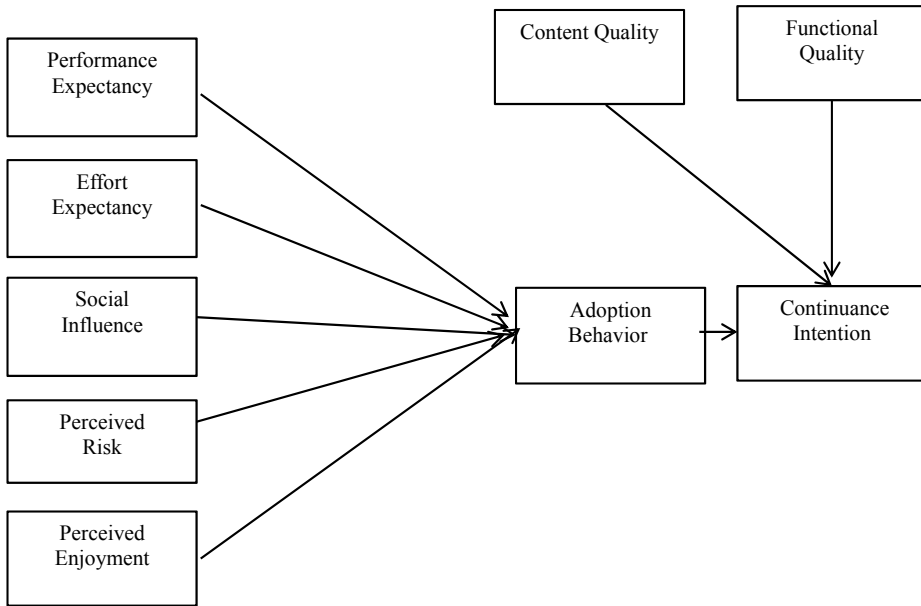 Performance
Expectancy
Effort
Expectancy
Social
Influence
Perceived
Risk
Perceived
Enjoyment
Content Quality
Functional
Quality
Adoption
Behavior
Continuance
Intention